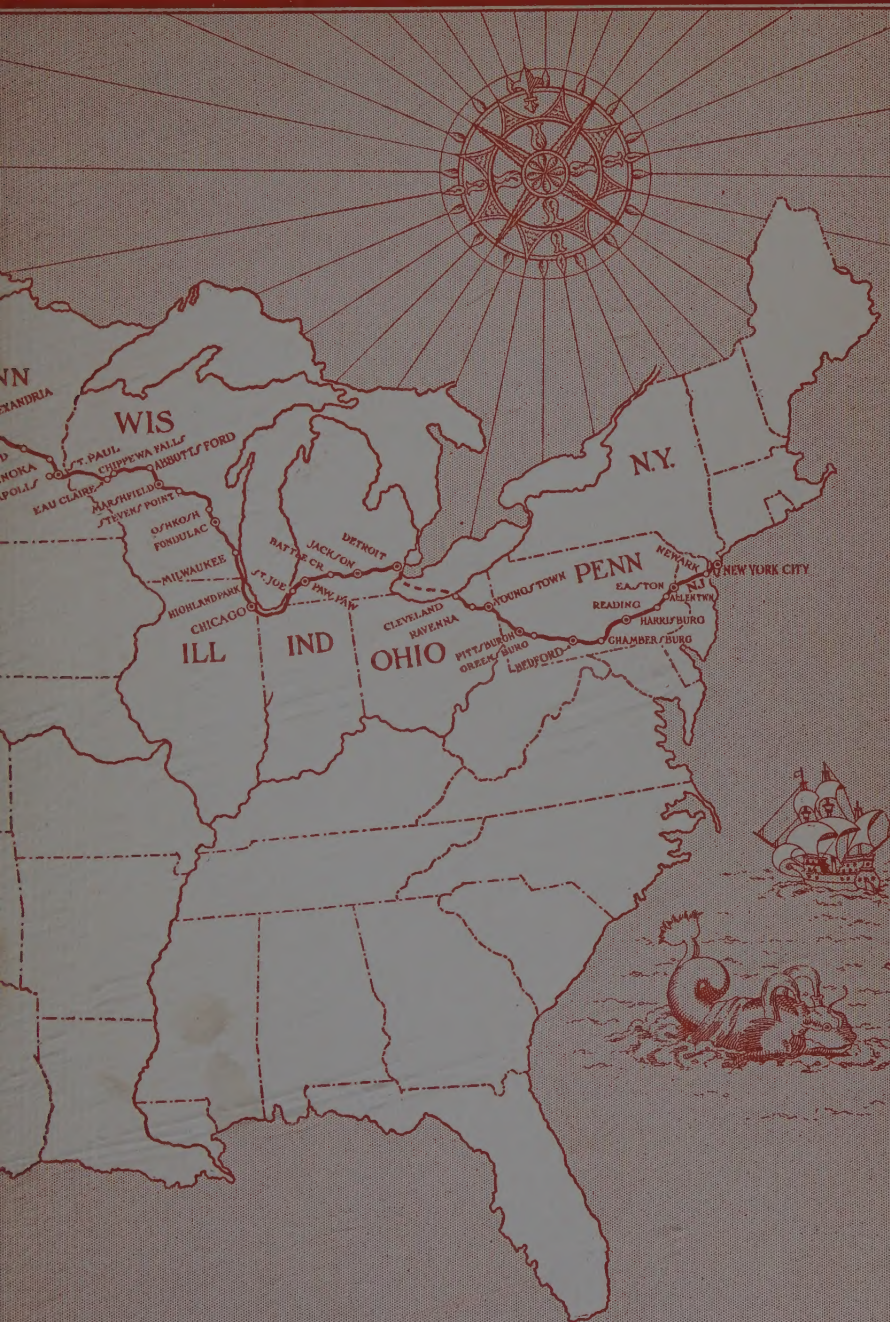 NN
EXANDRIA
D
NOKA
APOLLS
ST. PAUL
EAU CLAIRE
CHIPPEWA FALLS
ABBUTTSFORD
MARSHFIELD
STEVENS POINT
WIS
OSHKOSH
FONDULAC
MILWAUKEE
HIGHLAND PARK
CHICAGO
ILL
ST. JOE
PAW PAW
BATTLE CR.
JACKSON
DETROIT
IND
OHIO
CLEVELAND
RAVENNA
YOUNGSTOWN
PITTSBURGH
GREENSBURG
BEDFORD
PENN
CHAMBERSBURG
HARRISBURG
READING
ALLENTWN
EASTON
N.J.
NEWARK
NEW YORK CITY
N.Y.